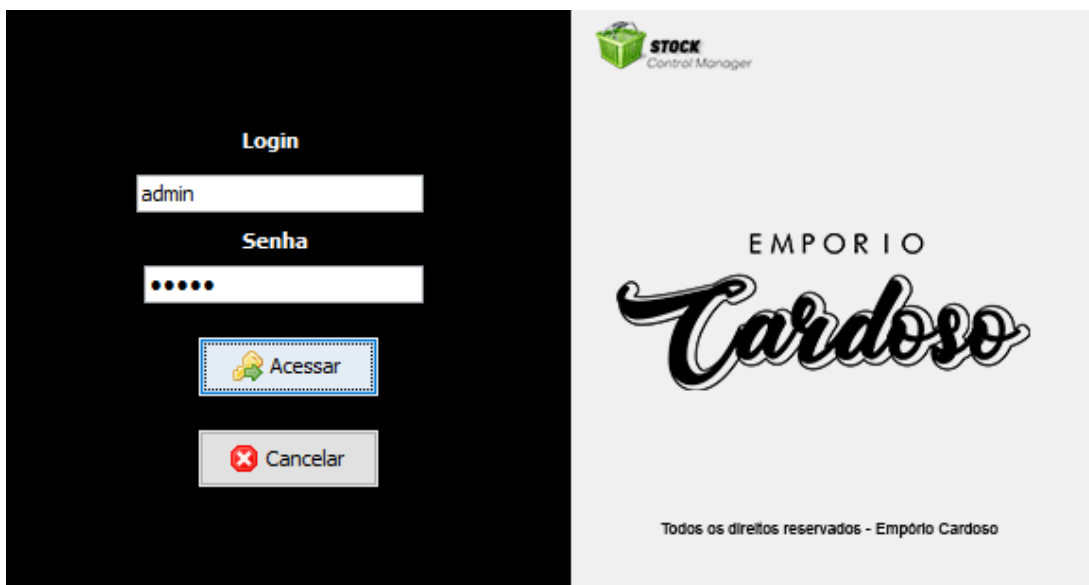 Login
admin
Senha
•••••
Acessar
Cancelar
STOCK
Control Manager
EMPORIO
Cardoso
Todos os direitos reservados - Empório Cardoso